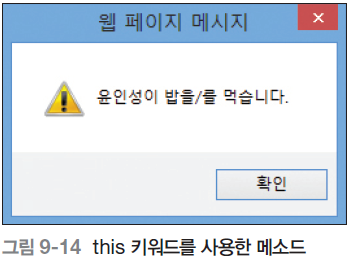 웹 페이지 메시지
윤인성이 밥을/를 먹습니다.
확인
그림 9-14 this 키워드를 사용한 메소드